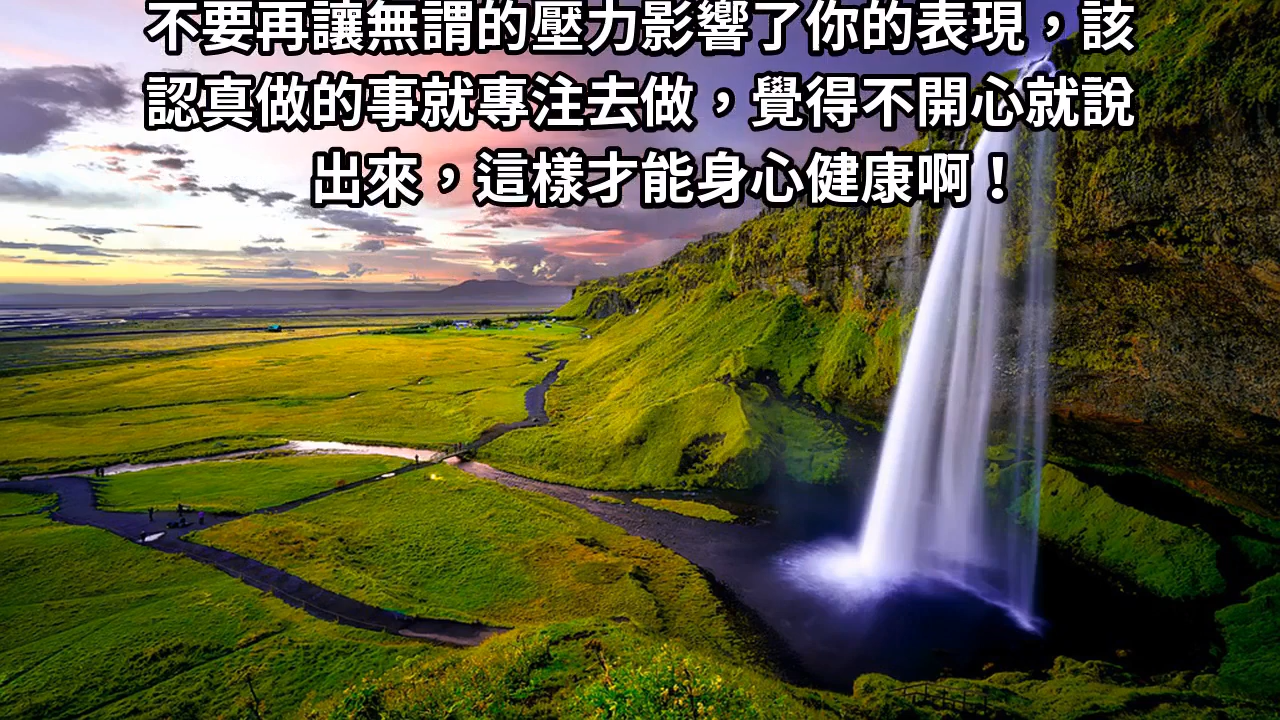 不要再讓無謂的壓力影響了你的表現，該
認真做的事就專注去做，覺得不開心就說
出來，這樣才能身心健康啊！